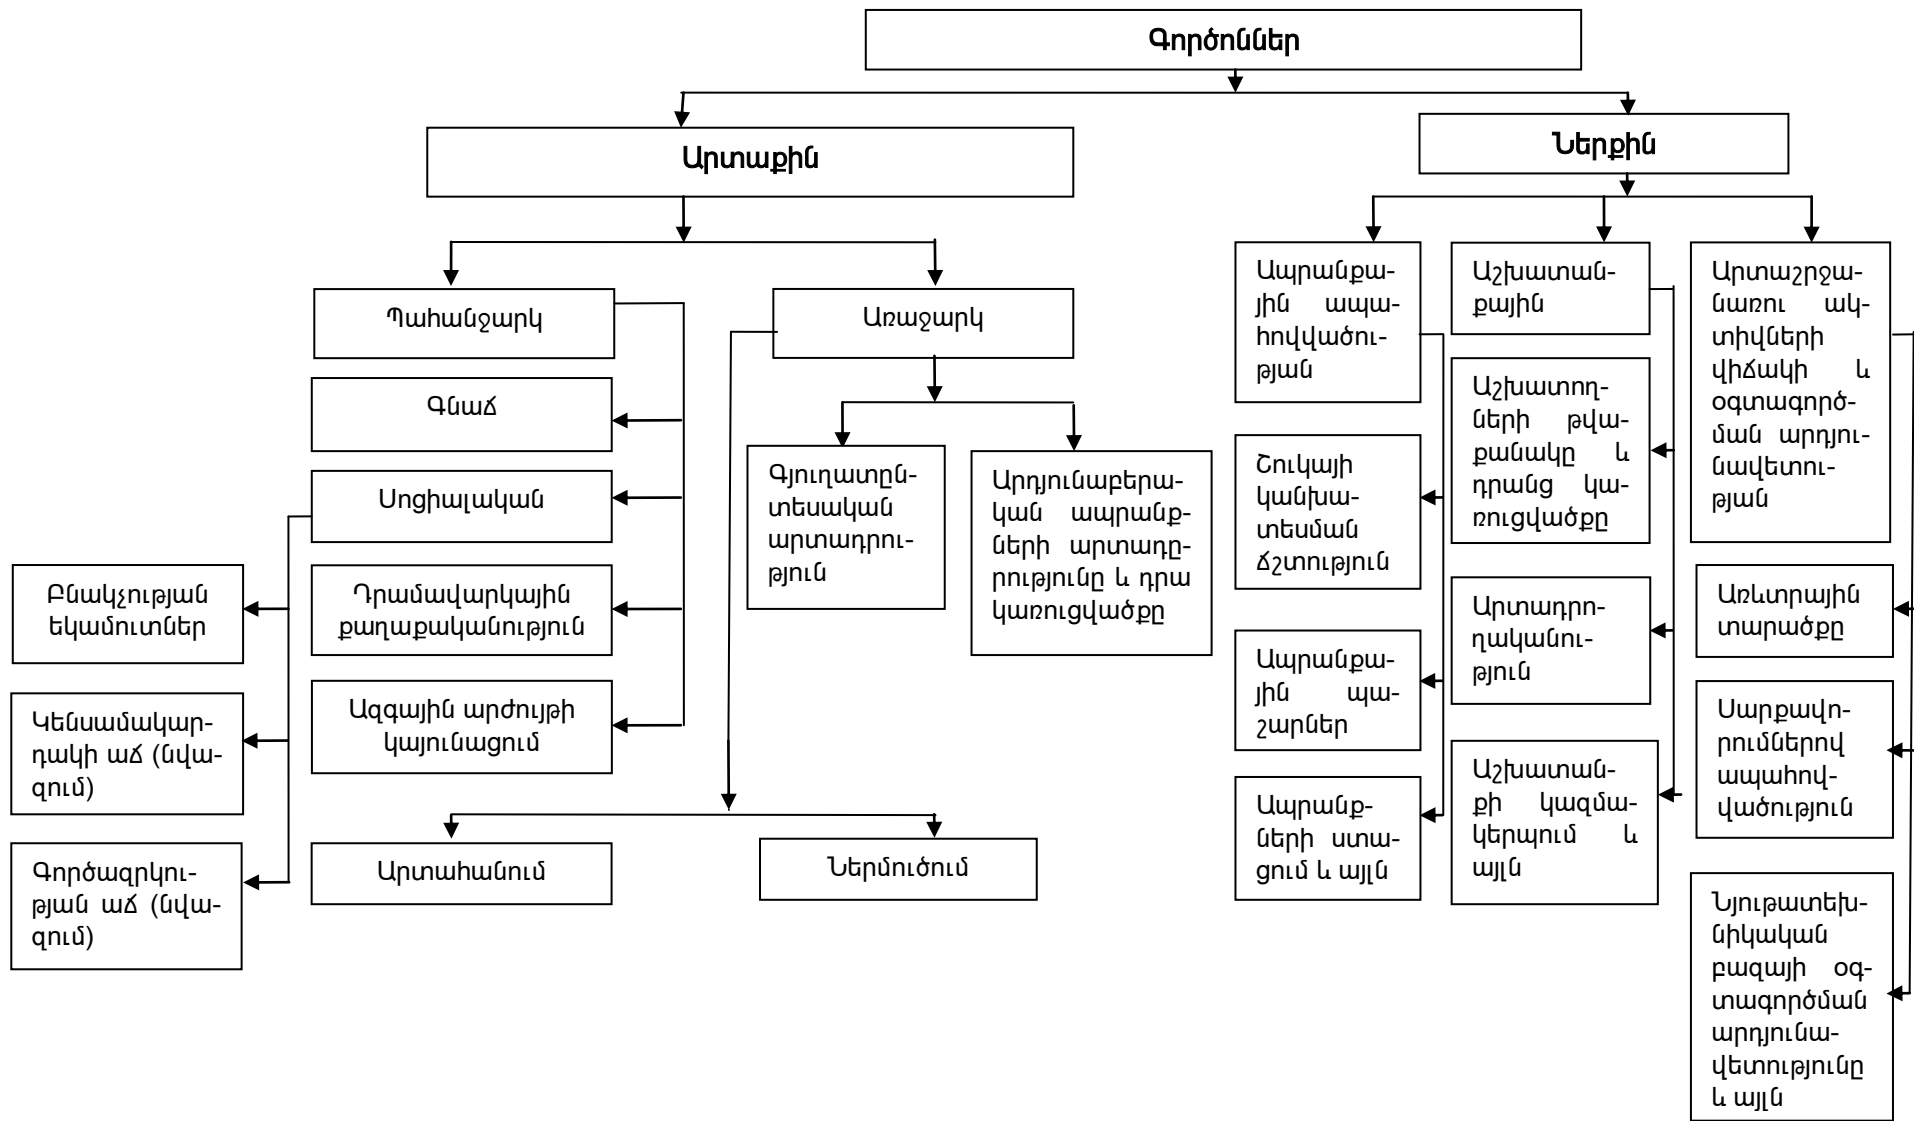 Գործոններ
Արտաքին
Ներքին
Պահանջարկ
Գնաճ
Սոցիալական
Դրամավարկային
քաղաքականություն
Ազգային արժույթի
կայունացում
Բնակչության
եկամուտներ
Կենսամակար-
դակի աճ (նվա-
զում)
Գործազրկու-
թյան աճ (նվա-
զում)
Առաջարկ
Գյուղատըն-
տեսական
արտադրու-
թյուն
Արդյունաբերա-
կան ապրանք-
ների արտադը-
րությունը և դրա
կառուցվածքը
Արտահանում
Ներմուծում
Ապրանքա-
յին ապա-
հովվածու-
թյան
Շուկայի
կանխա-
տեսման
ճշտություն
Ապրանքա-
յին պա-
շարներ
Ապրանք-
ների ստա-
ցում և այլն
Աշխատան-
քային
Աշխատող-
ների թվա-
քանակը և
դրանց կա-
ռուցվածքը
Արտադրո-
ղականու-
թյուն
Աշխատան-
քի կազմա-
կերպում և
այլն
Արտաշրջա-
նառու ակ-
տիվների
վիճակի և
օգտագործ-
ման արդյու-
նավետու-
թյան
Առևտրային
տարածքը
Սարքավո-
րումներով
ապահով-
վածություն
Նյութատեխ-
նիկական
բազայի օգ-
տագործման
արդյունա-
վետությունը
և այլն